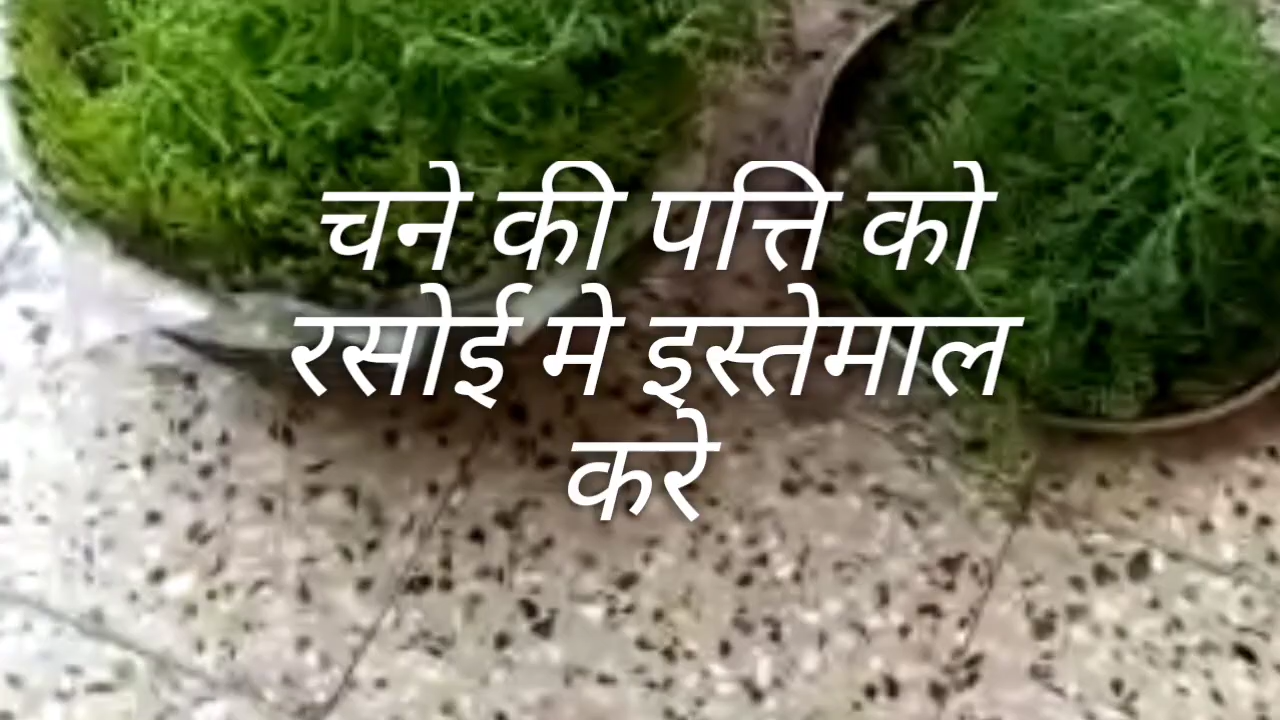 चने की पत्ति को
रसोई मे इस्तेमाल
करे